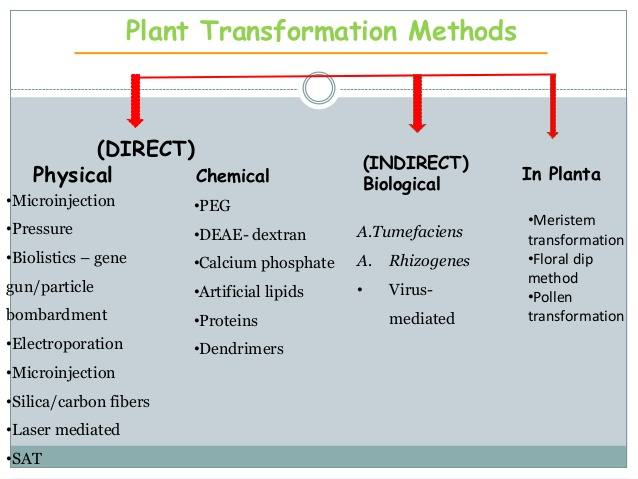 Plant Transformation Methods
(DIRECT)
Physical
•Microinjection
•Pressure
•Biolistics – gene
gun/particle
bombardment
•Electroporation
•Microinjection
•Silica/carbon fibers
•Laser mediated
•SAT
Chemical
•PEG
•DEAE- dextran
•Calcium phosphate
•Artificial lipids
•Proteins
•Dendrimers
(INDIRECT)
Biological
A.Tumefaciens
A. Rhizogenes
• Virus-
mediated
In Planta
•Meristem
transformation
•Floral dip
method
•Pollen
transformation